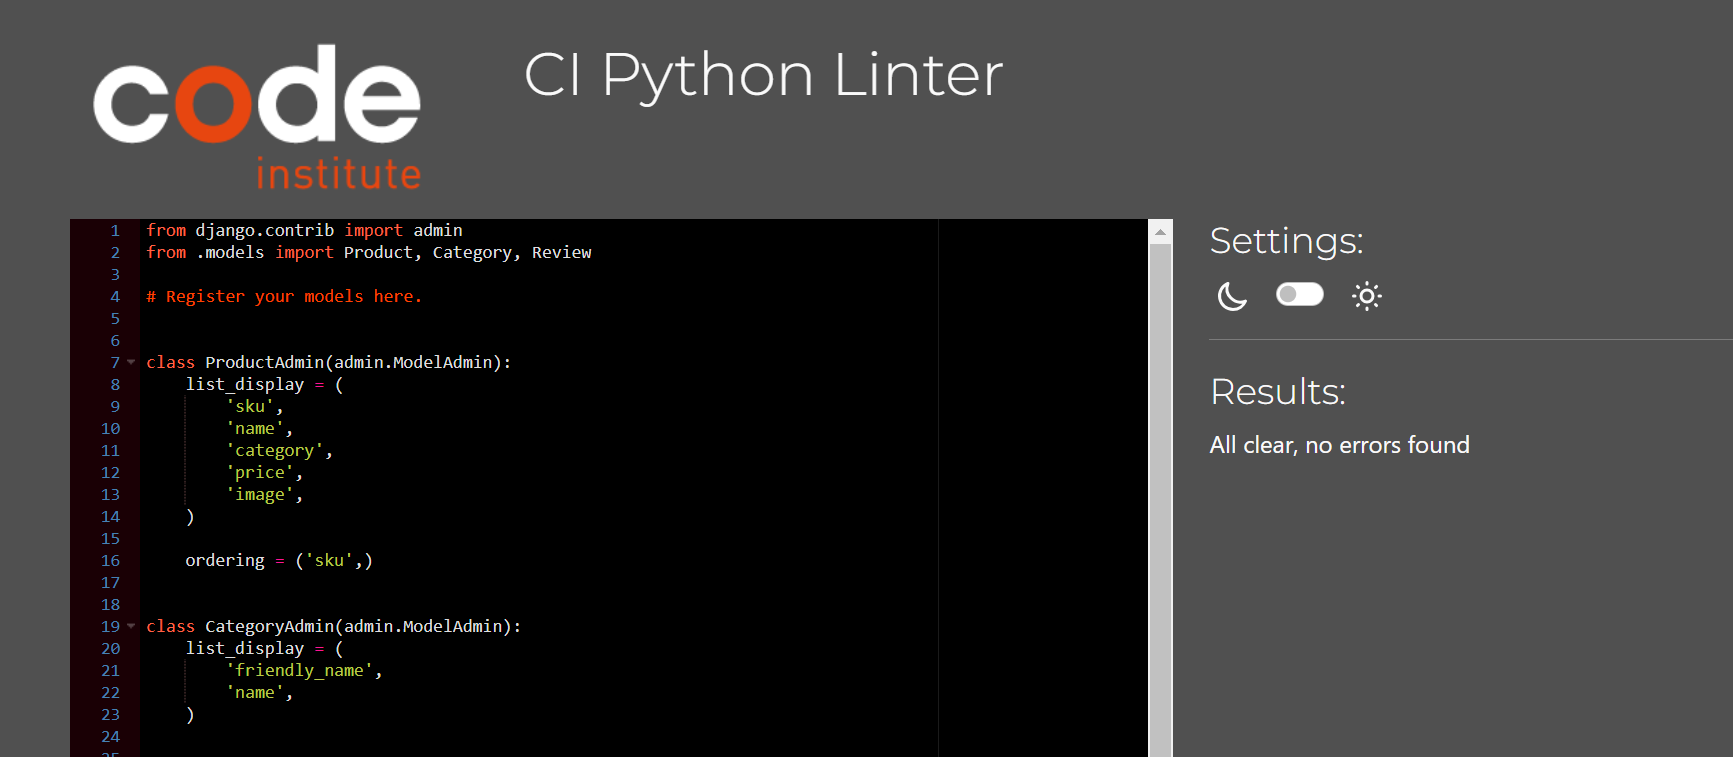 code
institute
CI Python Linter
1 from django.contrib import admin
2 from .models import Product, Category, Review
3
4 # Register your models here.
5
6
7 class ProductAdmin(admin.ModelAdmin):
8     list_display = (
9         'sku',
10         'name',
11         'category',
12         'price',
13         'image',
14     )
15
16     ordering = ('sku',)
17
18
19 class CategoryAdmin(admin.ModelAdmin):
20     list_display = (
21         'friendly_name',
22         'name',
23     )
24
25
Settings:
Results:
All clear, no errors found